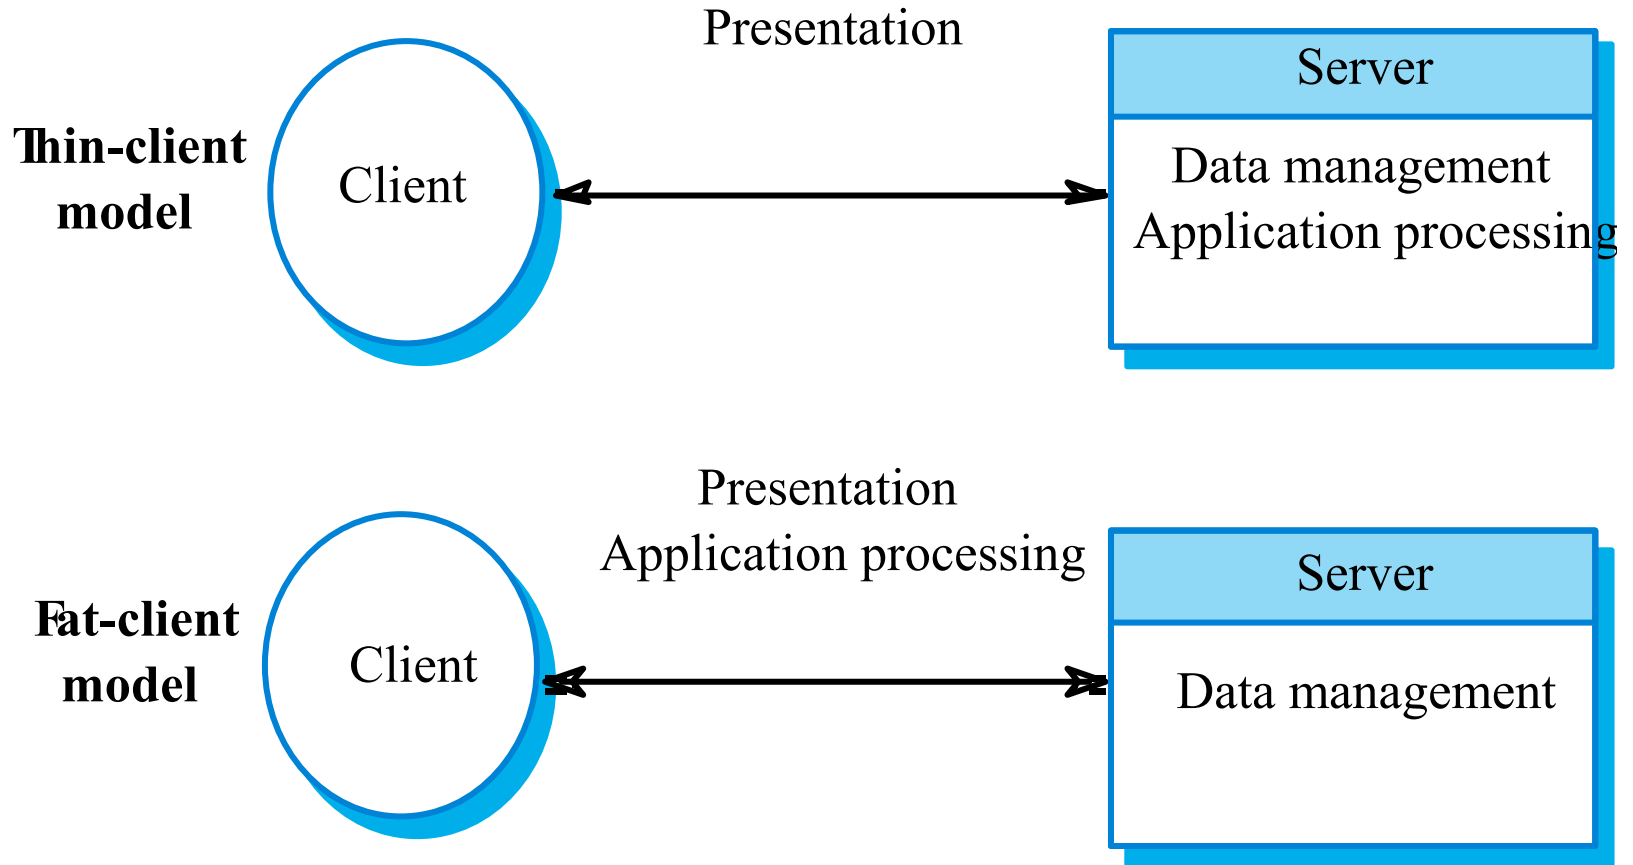 Presentation
Server
Thin-client
model
Client
Data management
Application processing
Presentation
Application processing
Server
Fat-client
model
Client
Data management